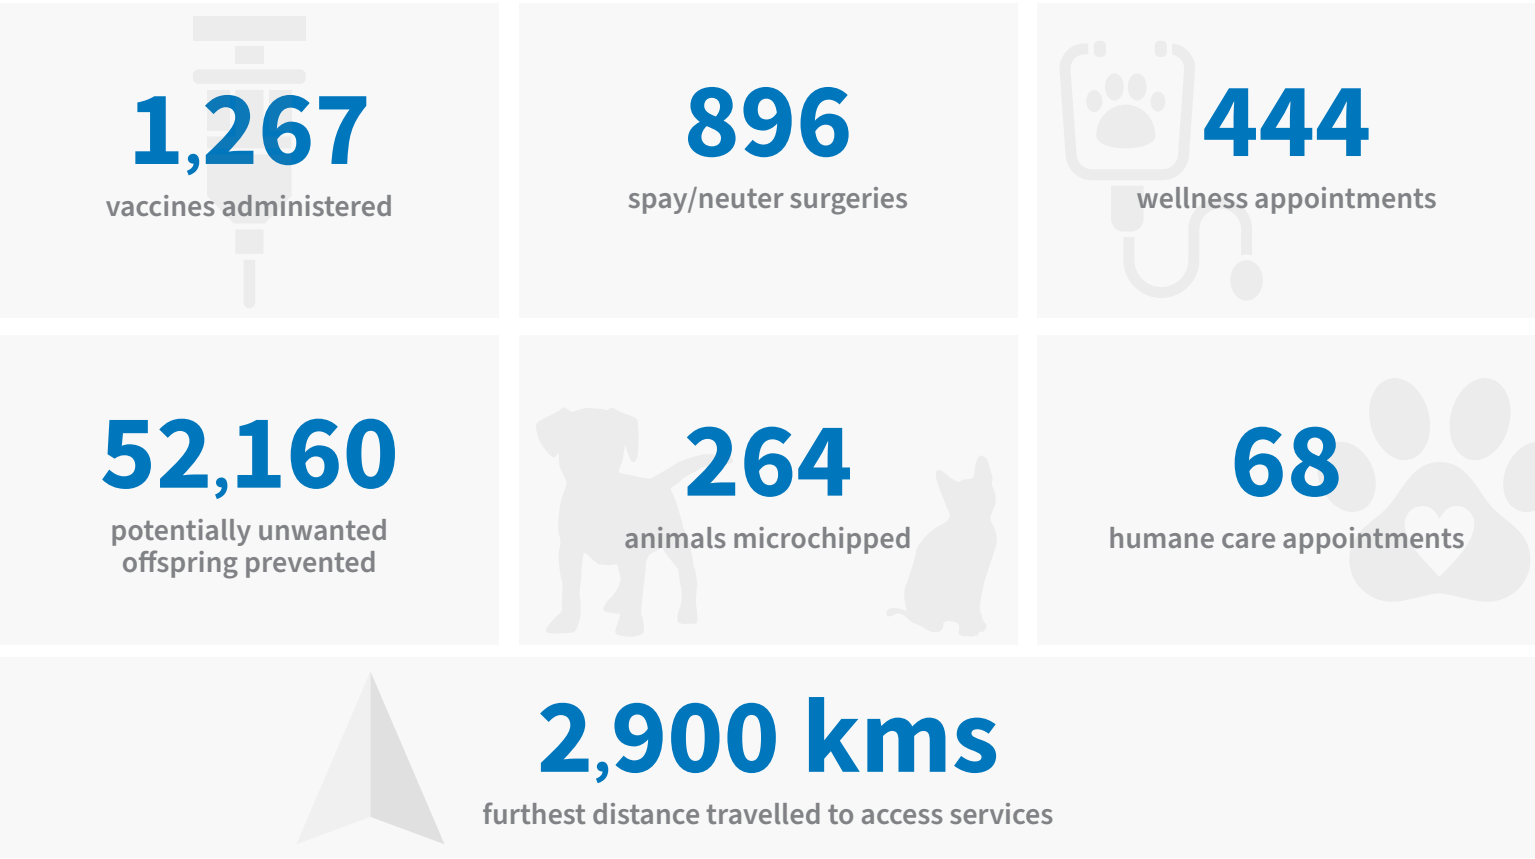 1,267
vaccines administered
896
spay/neuter surgeries
444
wellness appointments
52,160
potentially unwanted
offspring prevented
264
animals microchipped
68
humane care appointments
2,900 kms
furthest distance travelled to access services